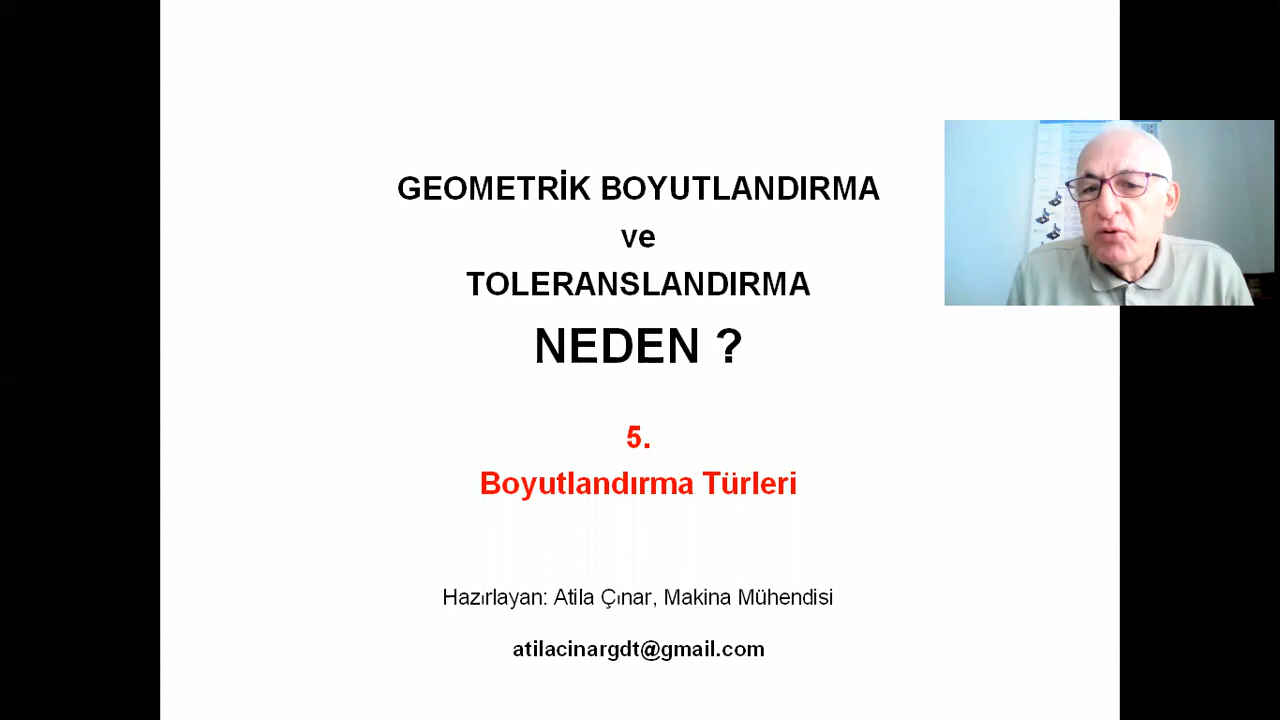 GEOMETRİK BOYUTLANDIRMA
ve
TOLERANSLANDIRMA
NEDEN ?
5.
Boyutlandırma Türleri
Hazırlayan: Atila Çınar, Makina Mühendisi
atilacinargdt@gmail.com